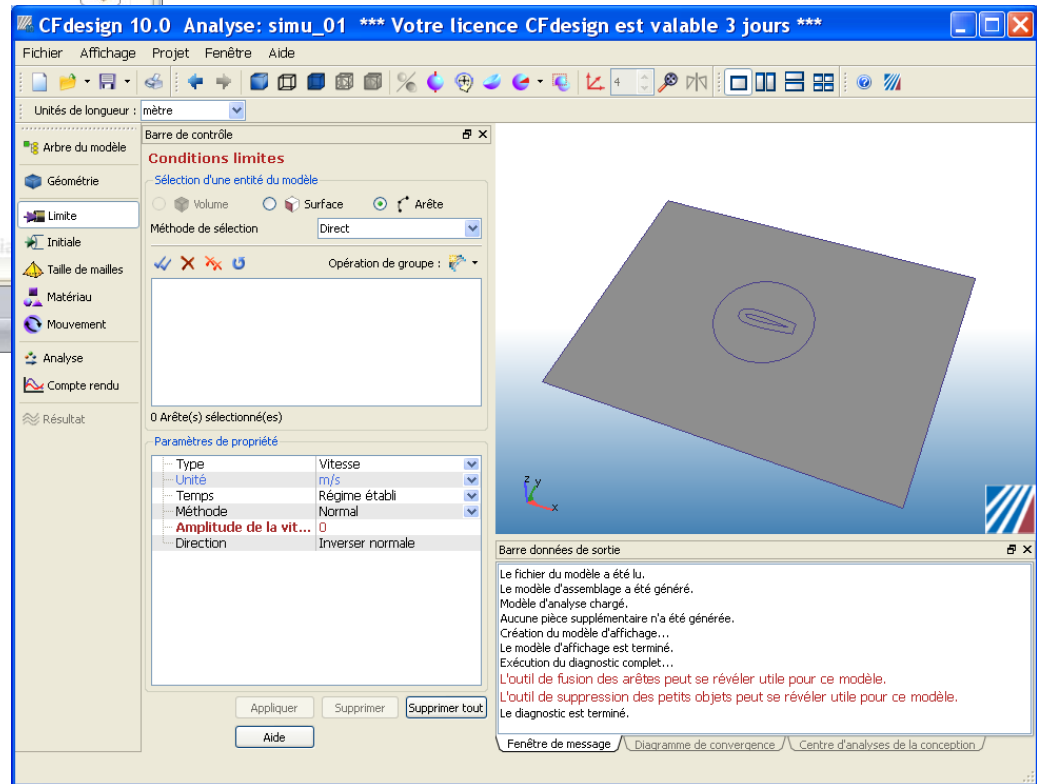 CFdesign 10.0 Analyse: simu_01 *** Votre licence CFdesign est valable 3 jours ***
Fichier Affichage Projet Fenêtre Aide
4
Unités de longueur : mètre
Arbre du modèle
Géométrie
Limite
Initiale
Taille de mailles
Matériau
Mouvement
Analyse
Compte rendu
Résultat
Barre de contrôle
Conditions limites
Sélection d'une entité du modèle
Volume Surface Arête
Méthode de sélection Direct
Opération de groupe :
0 Arête(s) sélectionné(es)
Paramètres de propriété
Type Vitesse
Unité m/s
Temps Régime établi
Méthode Normal
Amplitude de la vit... 0
Direction Inverser normale
Appliquer Supprimer Supprimer tout
Aide
z y
x
Barre données de sortie
Le fichier du modèle a été lu.
Le modèle d'assemblage a été généré.
Modèle d'analyse chargé.
Aucune pièce supplémentaire n'a été générée.
Création du modèle d'affichage...
Le modèle d'affichage est terminé.
Exécution du diagnostic complet...
L'outil de fusion des arêtes peut se révéler utile pour ce modèle.
L'outil de suppression des petits objets peut se révéler utile pour ce modèle.
Le diagnostic est terminé.
Fenêtre de message Diagramme de convergence Centre d'analyses de la conception